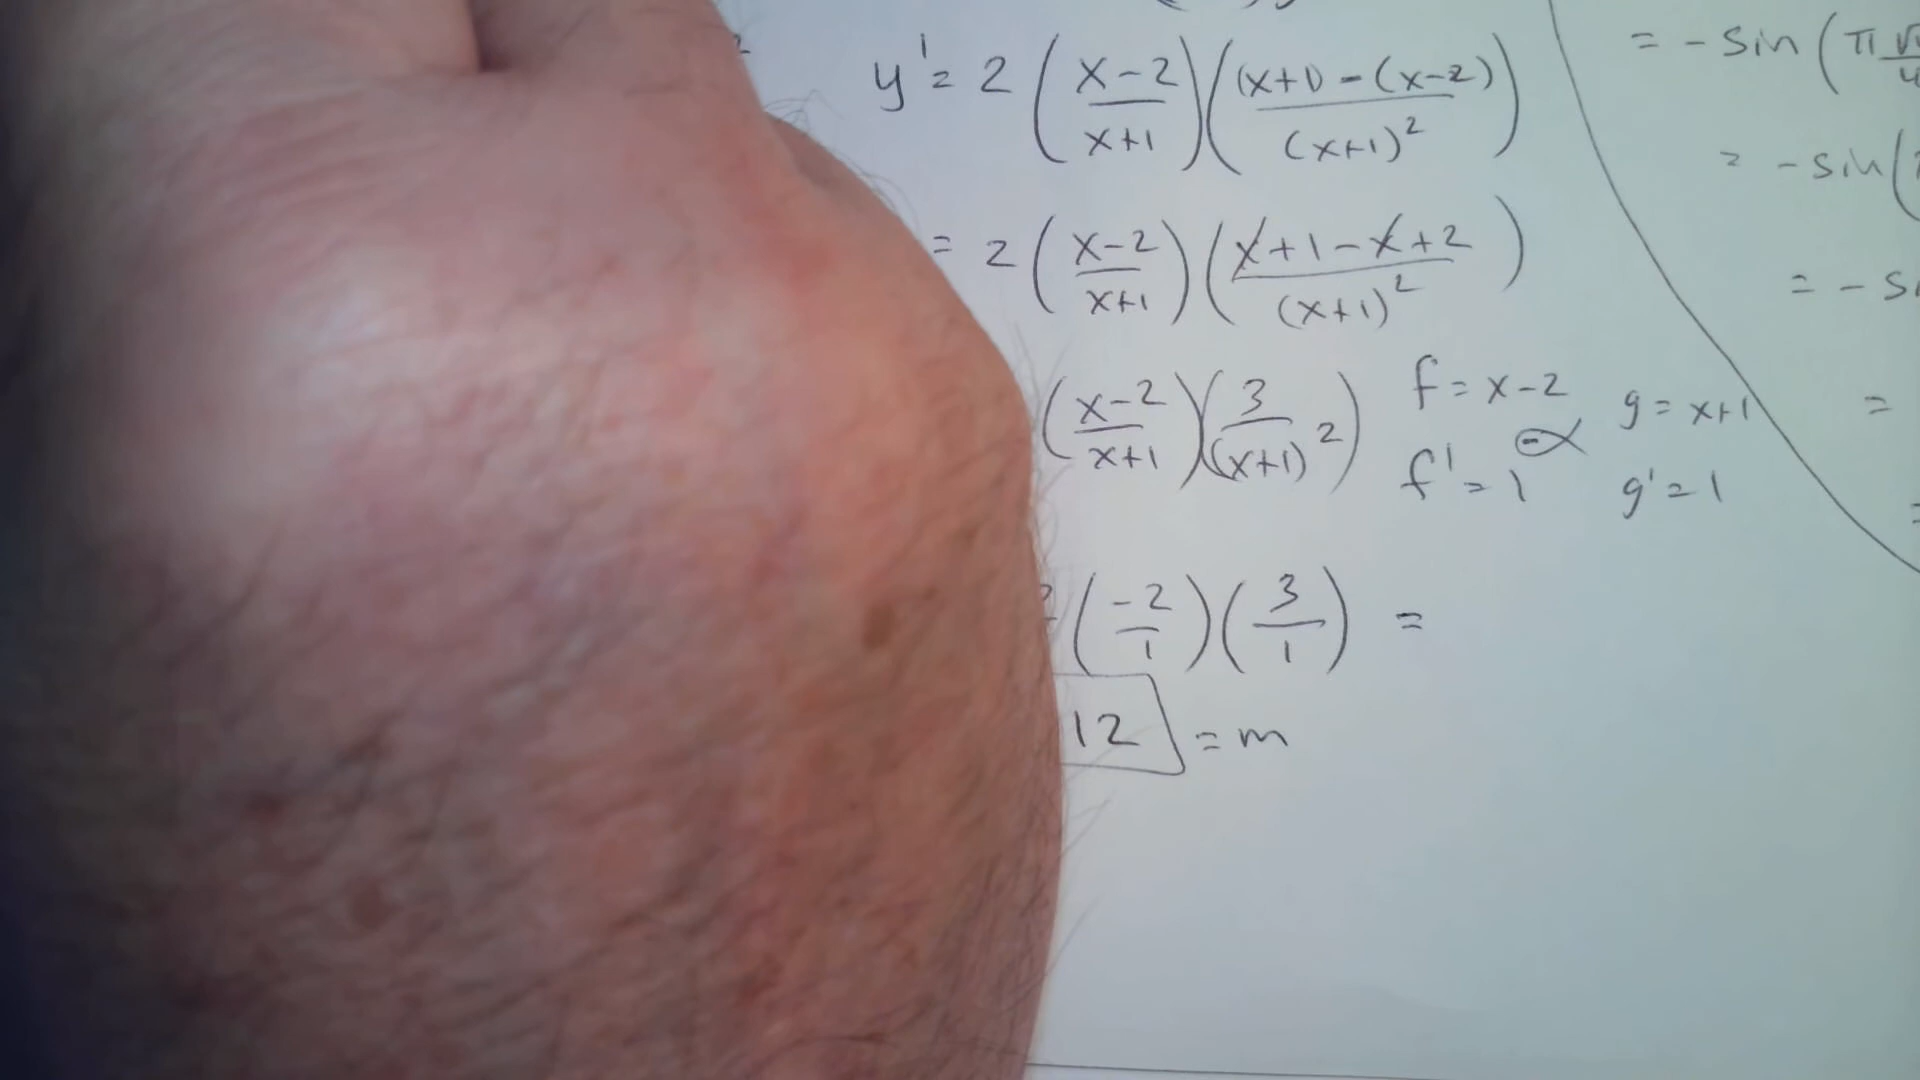 y' = 2 (x-2/x+1)((x+1) - (x-2)/(x+1)²)
= 2 (x-2/x+1)(x+1-x+2/(x+1)²)
(x-2/x+1)(3/(x+1)²)
f = x-2 g = x+1
f' = 1 g' = 1
(-2/1)(3/1) =
12 = m
= -sin(π
= -sin(
= -s
=